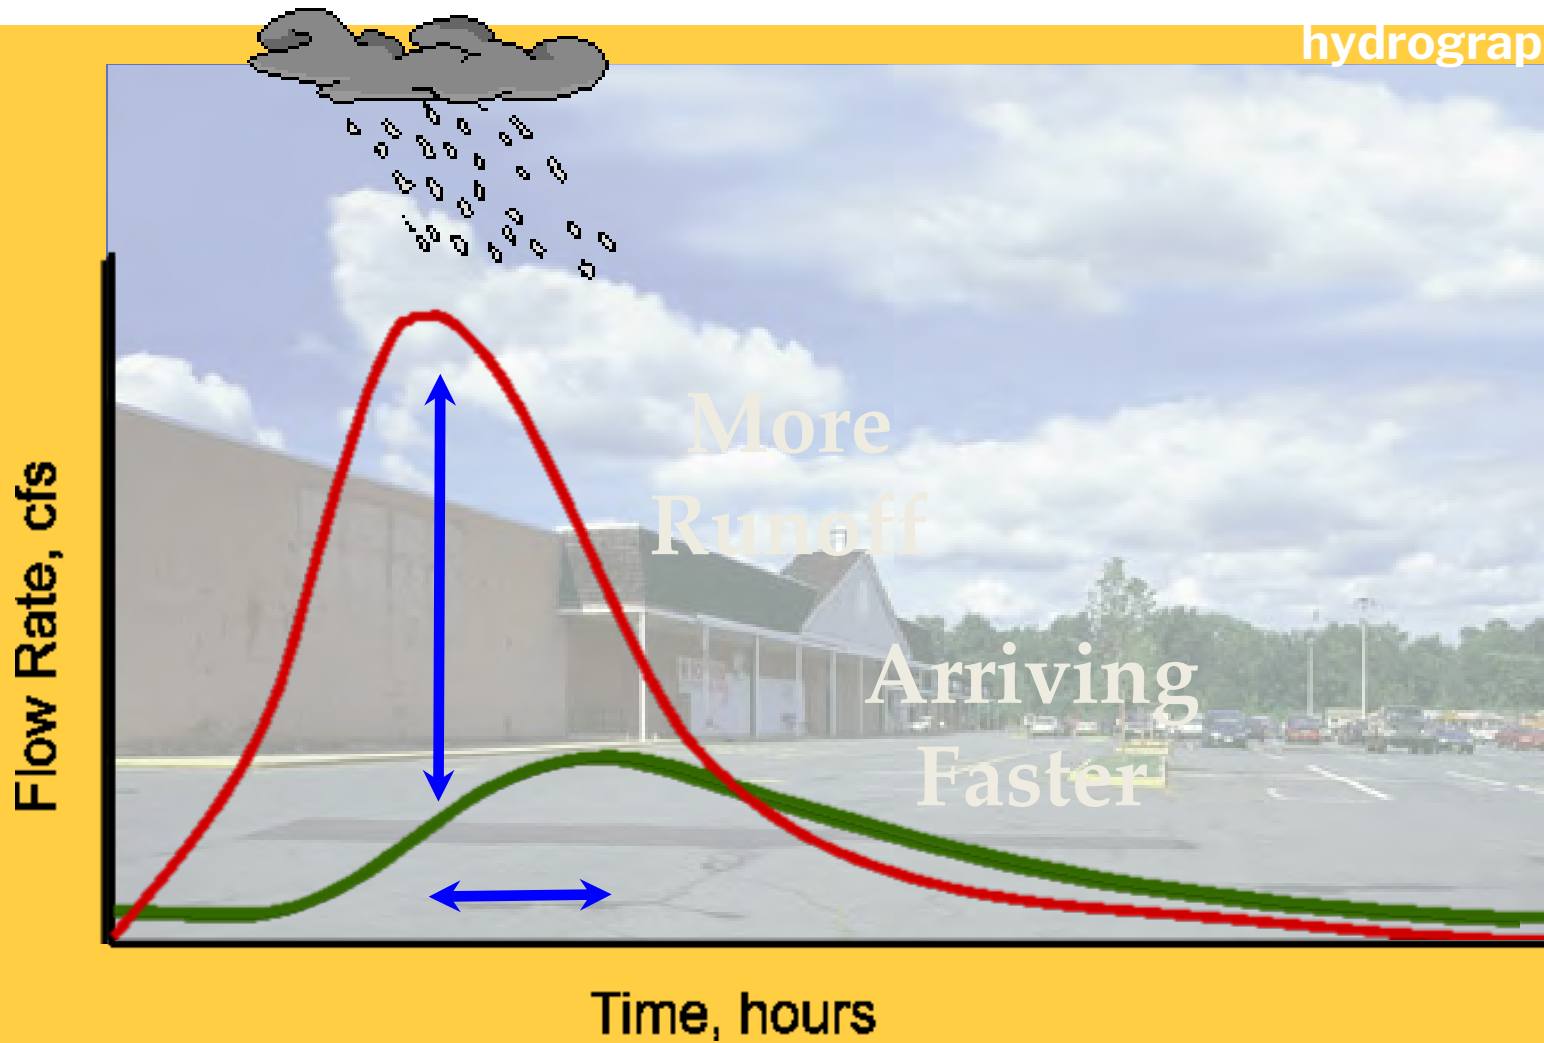 hydrograp
More
Runoff
Arriving
Faster
Flow Rate, cfs
Time, hours